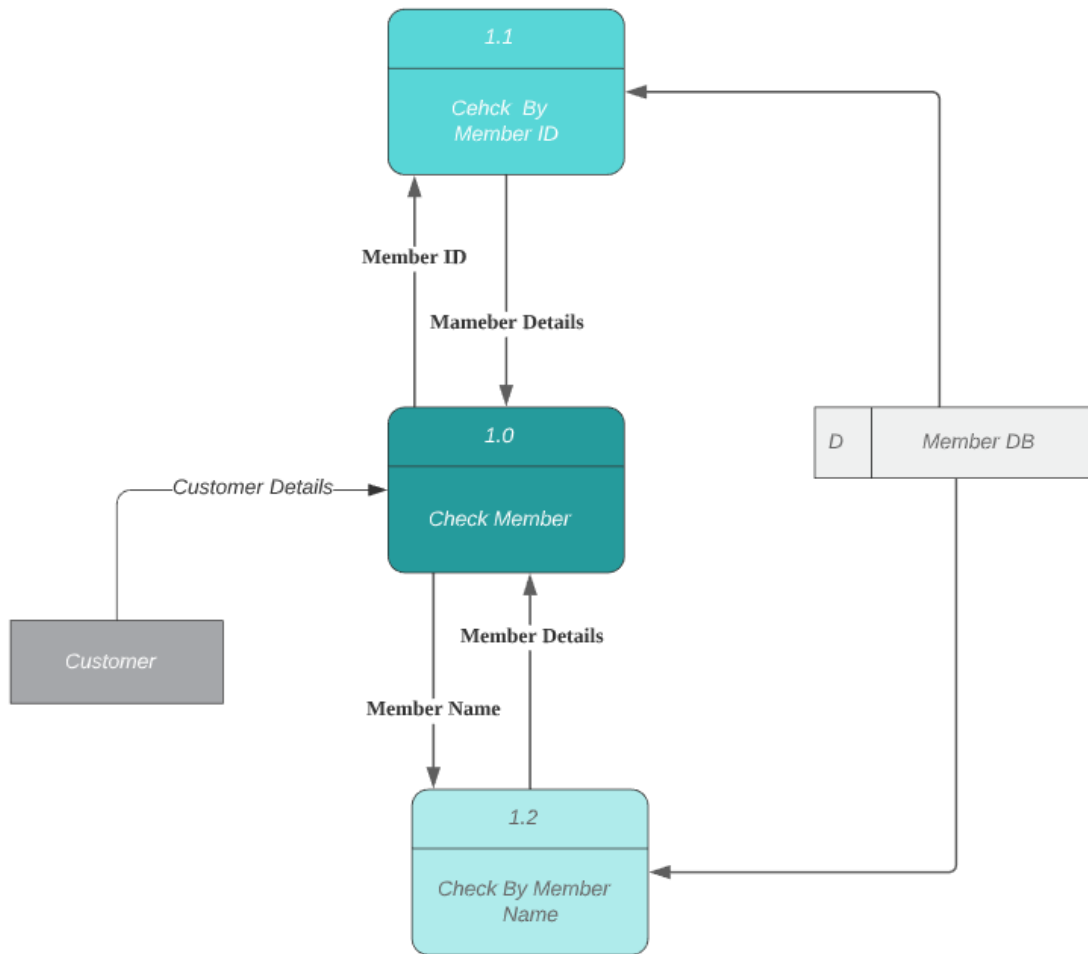 1.1
Cehck By
Member ID
Member ID
Mameber Details
1.0
Check Member
Customer Details
D
Member DB
Customer
Member Details
Member Name
1.2
Check By Member
Name